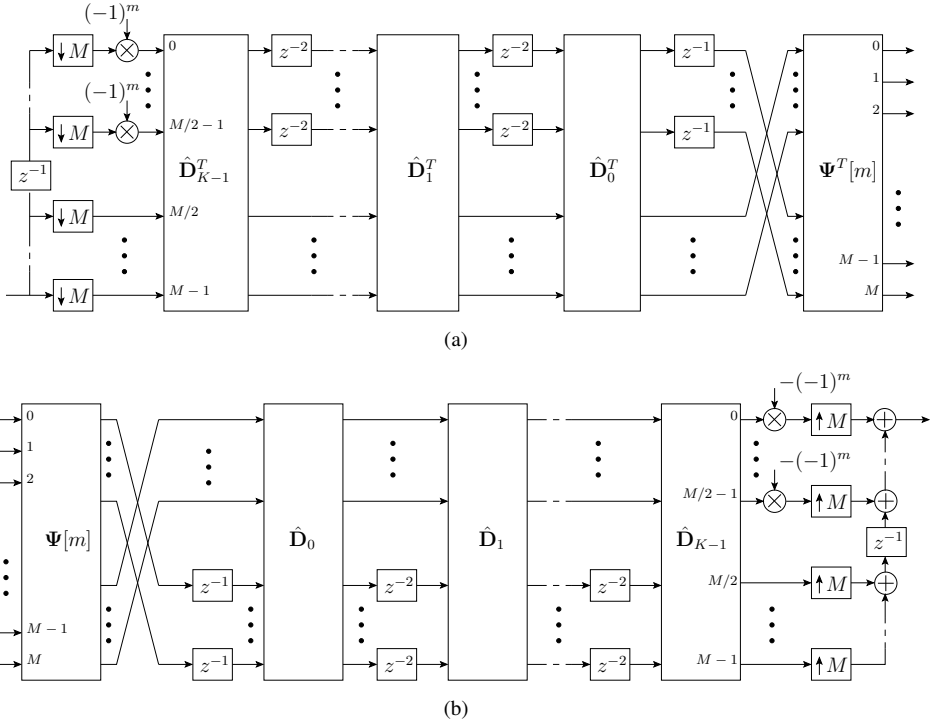 (−1)^m
↓M × 0 z^{−2} z^{−2} z^{−1} 0
1
(−1)^m
2
↓M × M/2−1 z^{−2} z^{−2} z^{−1}
z^{−1} D̂^T_{K−1} D̂^T_1 D̂^T_0 Ψ^T[m]
↓M M/2
M−1
↓M M−1 M
(a)
−(−1)^m
0 0 × ↑M +
1
−(−1)^m
2
M/2−1 × ↑M +
Ψ[m] D̂_0 D̂_1 D̂_{K−1} z^{−1}
z^{−1} z^{−2} z^{−2} M/2 ↑M +
M−1
M z^{−1} z^{−2} z^{−2} M−1 ↑M
(b)